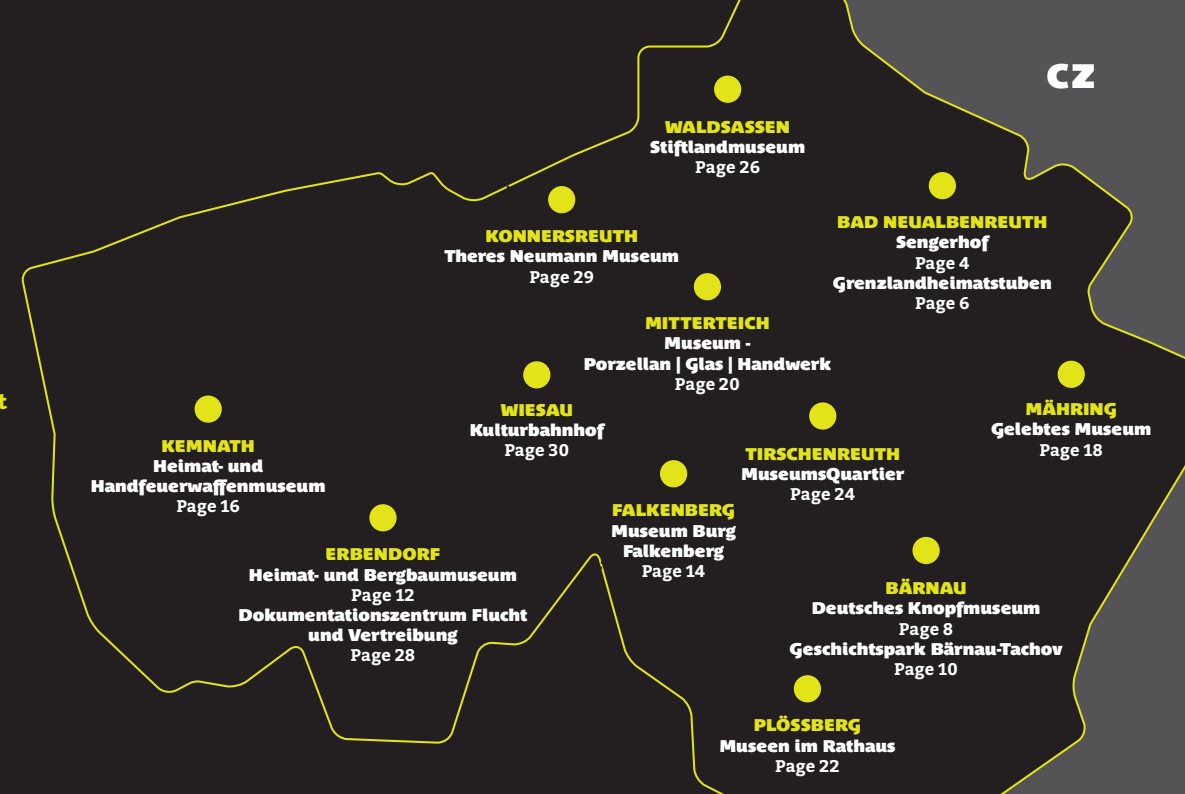 CZ
WALDSASSEN
Stiftlandmuseum
Page 26
KONNERSREUTH
Theres Neumann Museum
Page 29
BAD NEUALBENREUTH
Sengerhof
Page 4
Grenzlandheimatstuben
Page 6
MITTERTEICH
Museum -
Porzellan | Glas | Handwerk
Page 20
t
KEMNATH
Heimat- und
Handfeuerwaffenmuseum
Page 16
WIESAU
Kulturbahnhof
Page 30
TIRSCHENREUTH
MuseumsQuartier
Page 24
MÄHRING
Gelebtes Museum
Page 18
ERBENDORF
Heimat- und Bergbaumuseum
Page 12
Dokumentationszentrum Flucht
und Vertreibung
Page 28
FALKENBERG
Museum Burg
Falkenberg
Page 14
BÄRNAU
Deutsches Knopfmuseum
Page 8
Geschichtspark Bärnau-Tachov
Page 10
PLÖSSBERG
Museen im Rathaus
Page 22